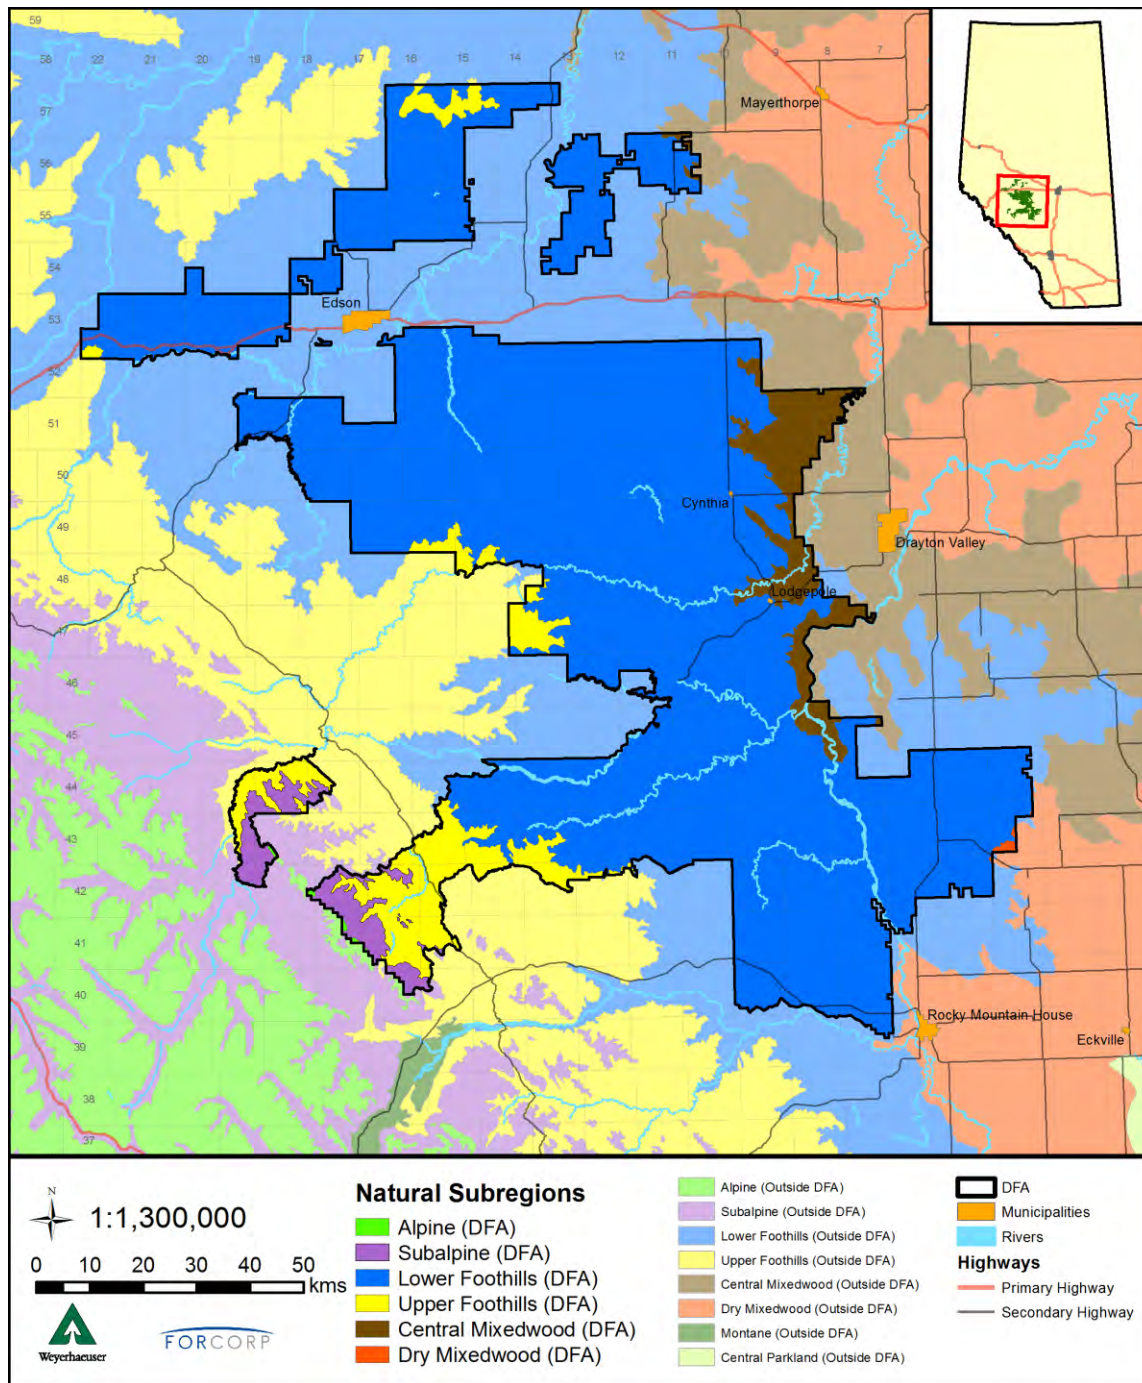 59
58
22
21
20
19
18
17
16
15
14
13
12
11
10
9
8
7
57
56
55
54
53
52
51
50
49
48
47
46
45
44
43
42
41
40
39
38
37
Mayerthorpe
Edson
Cynthia
Drayton Valley
Lodgepole
Rocky Mountain House
Eckville
N
1:1,300,000
0 10 20 30 40 50
kms
Weyerhaeuser
FORCORP
Natural Subregions
Alpine (DFA)
Subalpine (DFA)
Lower Foothills (DFA)
Upper Foothills (DFA)
Central Mixedwood (DFA)
Dry Mixedwood (DFA)
Alpine (Outside DFA)
Subalpine (Outside DFA)
Lower Foothills (Outside DFA)
Upper Foothills (Outside DFA)
Central Mixedwood (Outside DFA)
Dry Mixedwood (Outside DFA)
Montane (Outside DFA)
Central Parkland (Outside DFA)
DFA
Municipalities
Rivers
Highways
Primary Highway
Secondary Highway